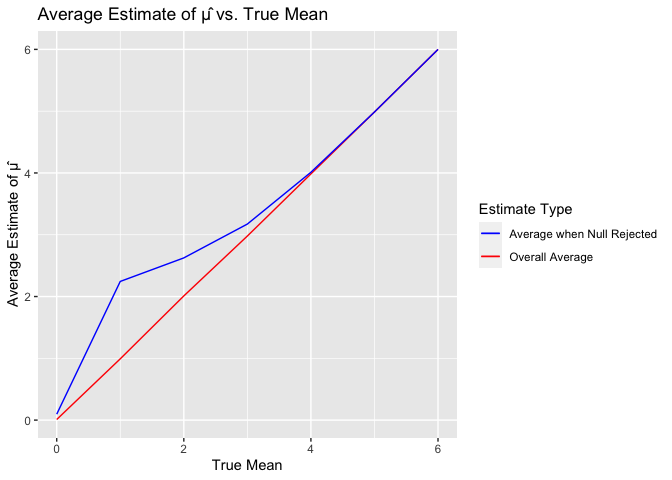 Average Estimate of μ̂ vs. True Mean
6
4
2
0
Average Estimate of μ̂
0 2 4 6
True Mean
Estimate Type
Average when Null Rejected
Overall Average